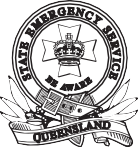 STATE EMERGENCY SERVICE
BE AWARE
QUEENSLAND